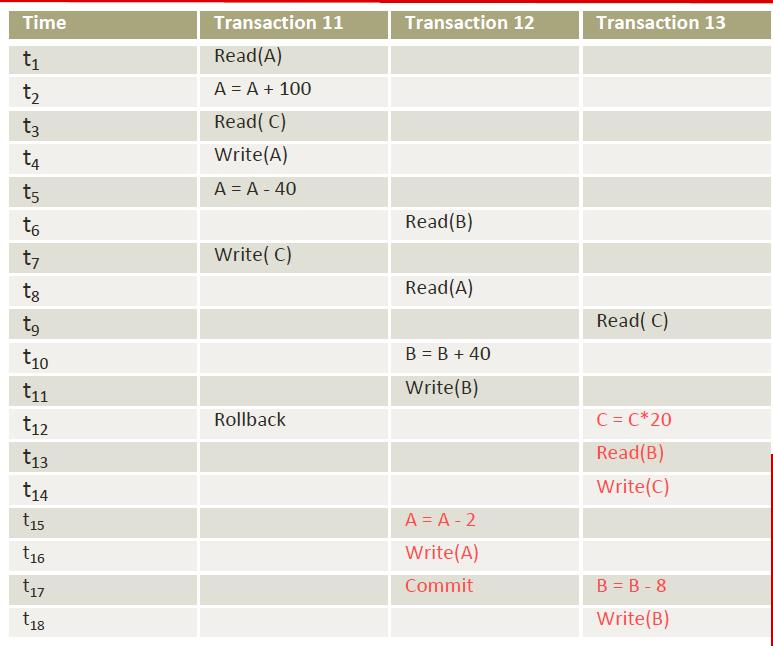 Time Transaction 11 Transaction 12 Transaction 13
t1 Read(A)
t2 A = A + 100
t3 Read( C)
t4 Write(A)
t5 A = A - 40
t6 Read(B)
t7 Write( C)
t8 Read(A)
t9 Read( C)
t10 B = B + 40
t11 Write(B)
t12 Rollback C = C*20
t13 Read(B)
t14 Write(C)
t15 A = A - 2
t16 Write(A)
t17 Commit B = B - 8
t18 Write(B)